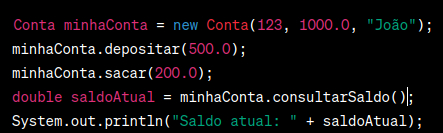 Conta minhaConta = new Conta(123, 1000.0, "João");
minhaConta.depositar(500.0);
minhaConta.sacar(200.0);
double saldoAtual = minhaConta.consultarSaldo();
System.out.println("Saldo atual: " + saldoAtual);